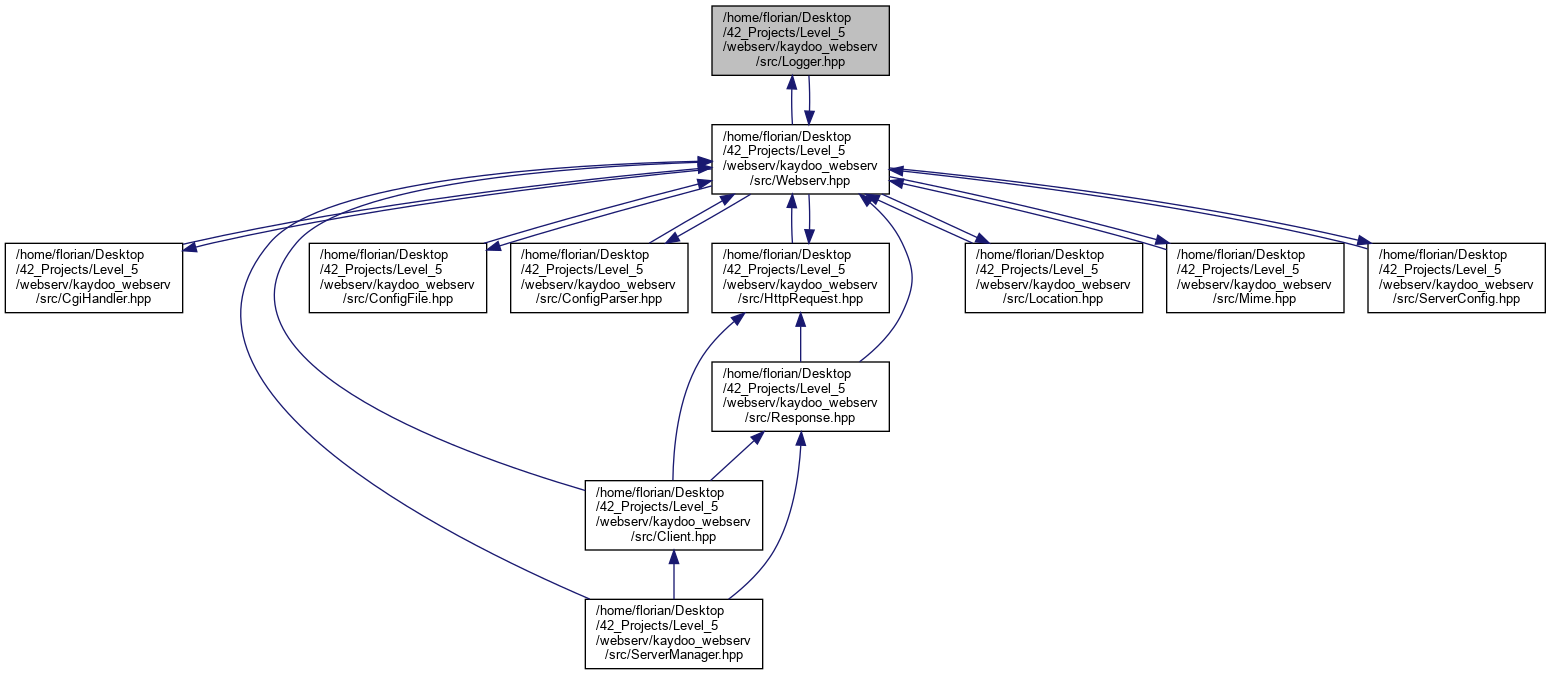 /home/florian/Desktop
/42_Projects/Level_5
/webserv/kaydoo_webserv
/src/Logger.hpp
/home/florian/Desktop
/42_Projects/Level_5
/webserv/kaydoo_webserv
/src/Webserv.hpp
/home/florian/Desktop
/42_Projects/Level_5
/webserv/kaydoo_webserv
/src/CgiHandler.hpp
/home/florian/Desktop
/42_Projects/Level_5
/webserv/kaydoo_webserv
/src/ConfigFile.hpp
/home/florian/Desktop
/42_Projects/Level_5
/webserv/kaydoo_webserv
/src/ConfigParser.hpp
/home/florian/Desktop
/42_Projects/Level_5
/webserv/kaydoo_webserv
/src/HttpRequest.hpp
/home/florian/Desktop
/42_Projects/Level_5
/webserv/kaydoo_webserv
/src/Location.hpp
/home/florian/Desktop
/42_Projects/Level_5
/webserv/kaydoo_webserv
/src/Mime.hpp
/home/florian/Desktop
/42_Projects/Level_5
/webserv/kaydoo_webserv
/src/ServerConfig.hpp
/home/florian/Desktop
/42_Projects/Level_5
/webserv/kaydoo_webserv
/src/Response.hpp
/home/florian/Desktop
/42_Projects/Level_5
/webserv/kaydoo_webserv
/src/Client.hpp
/home/florian/Desktop
/42_Projects/Level_5
/webserv/kaydoo_webserv
/src/ServerManager.hpp